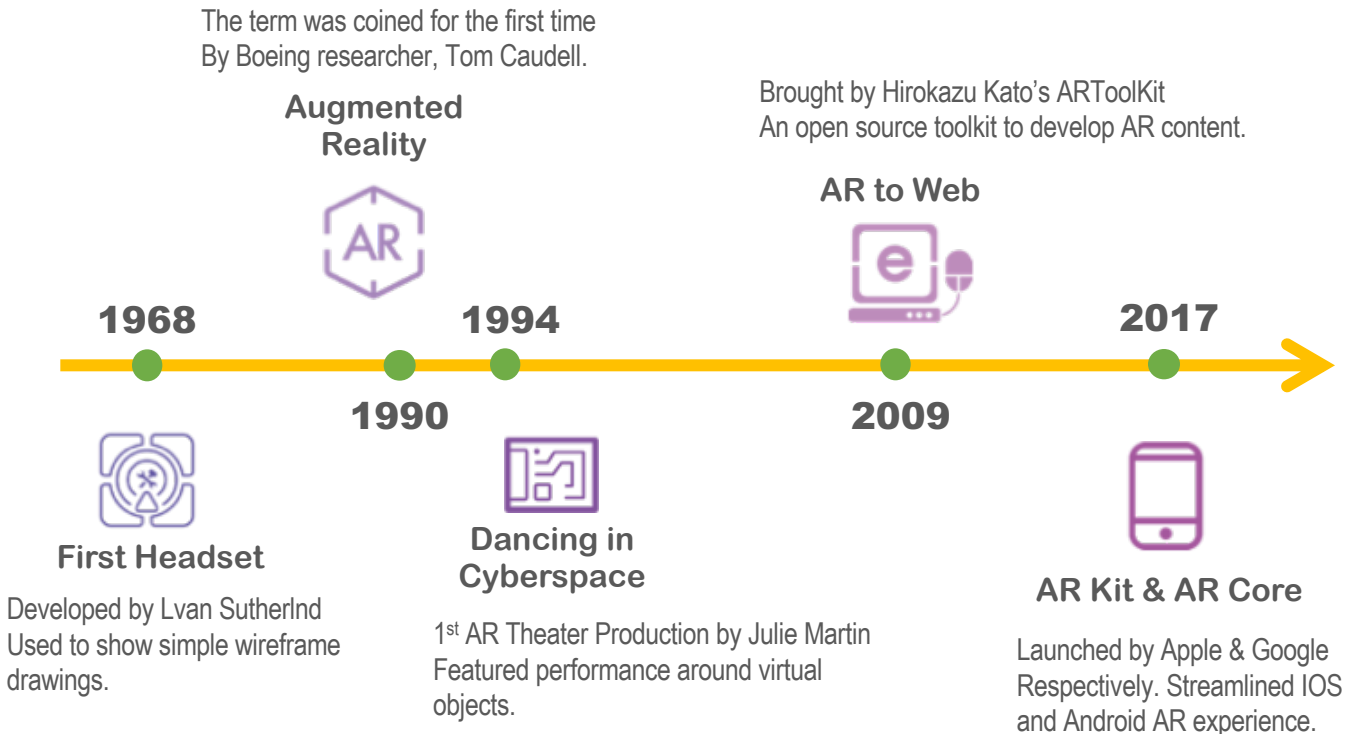 The term was coined for the first time
By Boeing researcher, Tom Caudell.
Augmented
Reality
AR
Brought by Hirokazu Kato’s ARToolKit
An open source toolkit to develop AR content.
AR to Web
e
1968
1994
2017
1990
2009
First Headset
Developed by Lvan Sutherlnd
Used to show simple wireframe
drawings.
Dancing in
Cyberspace
1st AR Theater Production by Julie Martin
Featured performance around virtual
objects.
AR Kit & AR Core
Launched by Apple & Google
Respectively. Streamlined IOS
and Android AR experience.